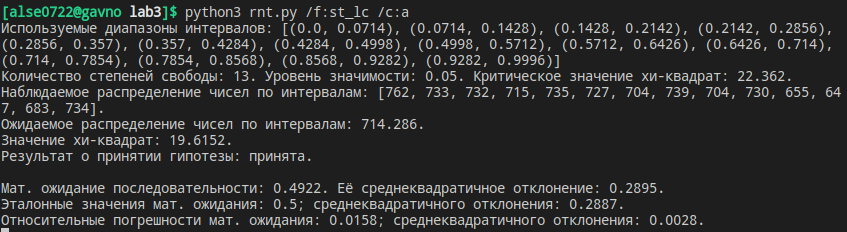 [alse0722@gavno lab3]$ python3 rnt.py /f:st_lc /c:a
Используемые диапазоны интервалов: [(0.0, 0.0714), (0.0714, 0.1428), (0.1428, 0.2142), (0.2142, 0.2856),
(0.2856, 0.357), (0.357, 0.4284), (0.4284, 0.4998), (0.4998, 0.5712), (0.5712, 0.6426), (0.6426, 0.714),
(0.714, 0.7854), (0.7854, 0.8568), (0.8568, 0.9282), (0.9282, 0.9996)]
Количество степеней свободы: 13. Уровень значимости: 0.05. Критическое значение хи-квадрат: 22.362.
Наблюдаемое распределение чисел по интервалам: [762, 733, 732, 715, 735, 727, 704, 739, 704, 730, 655, 64
7, 683, 734].
Ожидаемое распределение чисел по интервалам: 714.286.
Значение хи-квадрат: 19.6152.
Результат о принятии гипотезы: принята.
Мат. ожидание последовательности: 0.4922. Её среднеквадратичное отклонение: 0.2895.
Эталонные значения мат. ожидания: 0.5; среднеквадратичного отклонения: 0.2887.
Относительные погрешности мат. ожидания: 0.0158; среднеквадратичного отклонения: 0.0028.